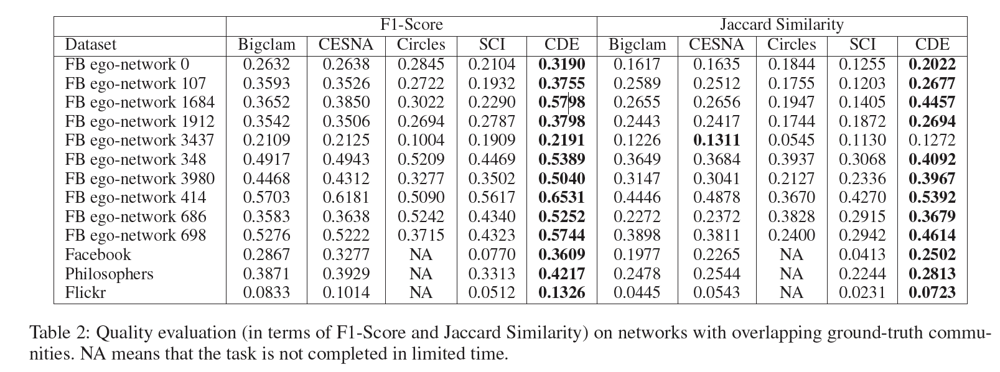 F1-Score Jaccard Similarity
Dataset Bigclam CESNA Circles SCI CDE Bigclam CESNA Circles SCI CDE
FB ego-network 0 0.2632 0.2638 0.2845 0.2104 0.3190 0.1617 0.1635 0.1844 0.1255 0.2022
FB ego-network 107 0.3593 0.3526 0.2722 0.1932 0.3755 0.2589 0.2512 0.1755 0.1203 0.2677
FB ego-network 1684 0.3652 0.3850 0.3022 0.2290 0.5798 0.2655 0.2656 0.1947 0.1405 0.4457
FB ego-network 1912 0.3542 0.3506 0.2694 0.2787 0.3798 0.2443 0.2417 0.1744 0.1872 0.2694
FB ego-network 3437 0.2109 0.2125 0.1004 0.1909 0.2191 0.1226 0.1311 0.0545 0.1130 0.1272
FB ego-network 348 0.4917 0.4943 0.5209 0.4469 0.5389 0.3649 0.3684 0.3937 0.3068 0.4092
FB ego-network 3980 0.4468 0.4312 0.3277 0.3502 0.5040 0.3147 0.3041 0.2127 0.2336 0.3967
FB ego-network 414 0.5703 0.6181 0.5090 0.5617 0.6531 0.4446 0.4878 0.3670 0.4270 0.5392
FB ego-network 686 0.3583 0.3638 0.5242 0.4340 0.5252 0.2272 0.2372 0.3828 0.2915 0.3679
FB ego-network 698 0.5276 0.5222 0.3715 0.4323 0.5744 0.3898 0.3811 0.2400 0.2942 0.4614
Facebook 0.2867 0.3277 NA 0.0770 0.3609 0.1977 0.2265 NA 0.0413 0.2502
Philosophers 0.3871 0.3929 NA 0.3313 0.4217 0.2478 0.2544 NA 0.2244 0.2813
Flickr 0.0833 0.1014 NA 0.0512 0.1326 0.0445 0.0543 NA 0.0231 0.0723
Table 2: Quality evaluation (in terms of F1-Score and Jaccard Similarity) on networks with overlapping ground-truth commu-
nities. NA means that the task is not completed in limited time.